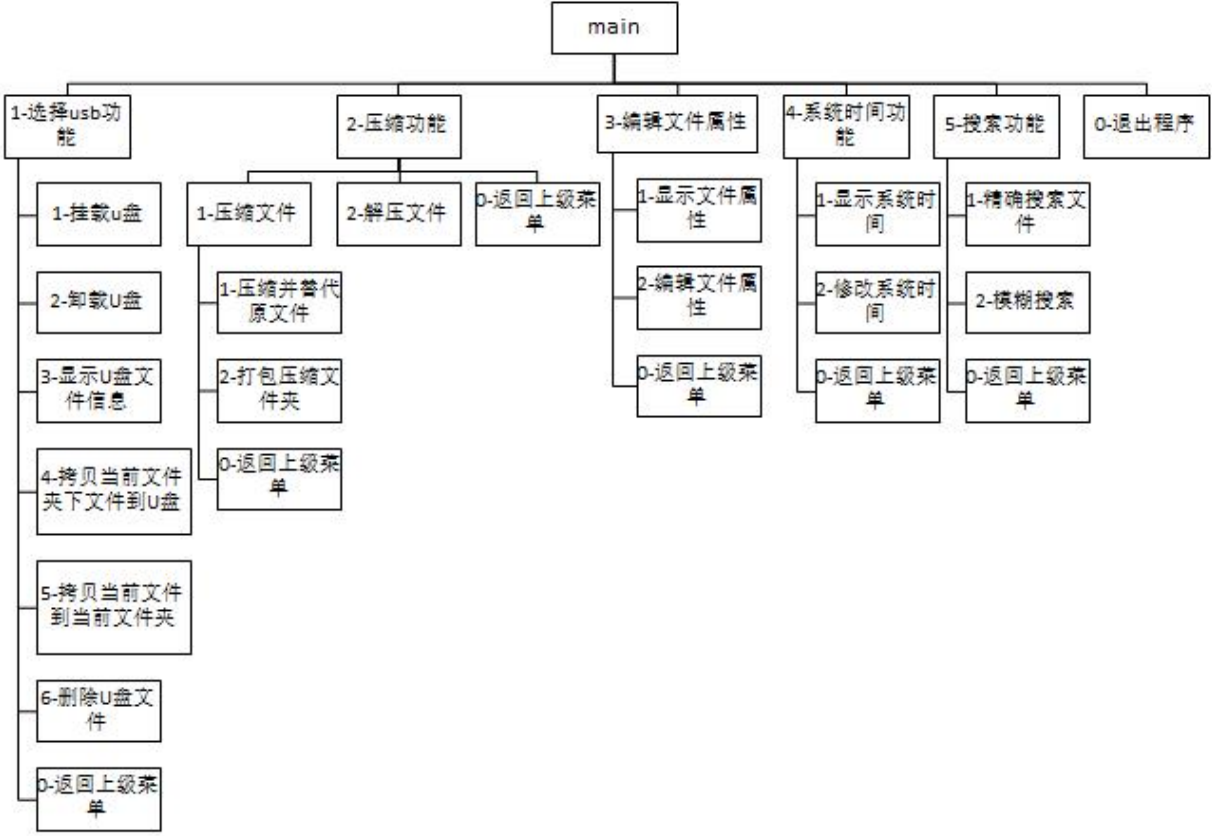 main
1-选择usb功
能
2-压缩功能
3-编辑文件属性
4-系统时间功
能
5-搜索功能
0-退出程序
1-挂载u盘
2-卸载U盘
3-显示U盘文
件信息
4-拷贝当前文件
夹下文件到U盘
5-拷贝当前文件
到当前文件夹
6-删除U盘文
件
0-返回上级菜
单
1-压缩文件
2-解压文件
0-返回上级菜
单
1-压缩并替代
原文件
2-打包压缩文
件夹
0-返回上级菜
单
1-显示文件属
性
2-编辑文件属
性
0-返回上级菜
单
1-显示系统时
间
2-修改系统时
间
0-返回上级菜
单
1-精确搜索文
件
2-模糊搜索
0-返回上级菜
单